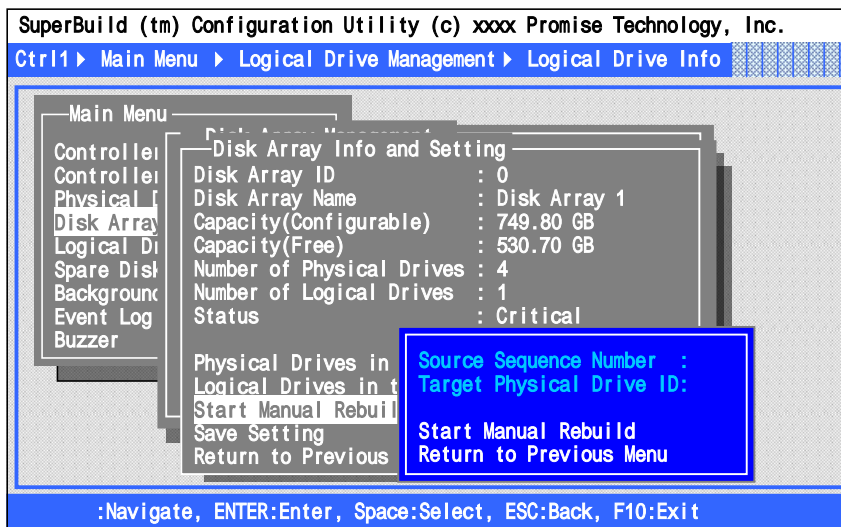 SuperBuild (tm) Configuration Utility (c) xxxx Promise Technology, Inc.
Ctrl1 Main Menu Logical Drive Management Logical Drive Info
Main Menu
Controller
Controller
Physical
Disk Array
Logical
Spare Disk
Background
Event Log
Buzzer
Disk Array Management
Disk Array Info and Setting
Disk Array ID : 0
Disk Array Name : Disk Array 1
Capacity(Configurable) : 749.80 GB
Capacity(Free) : 530.70 GB
Number of Physical Drives : 4
Number of Logical Drives : 1
Status : Critical
Physical Drives in
Logical Drives in t
Start Manual Rebuil
Save Setting
Return to Previous
Source Sequence Number :
Target Physical Drive ID:
Start Manual Rebuild
Return to Previous Menu
:Navigate, ENTER:Enter, Space:Select, ESC:Back, F10:Exit